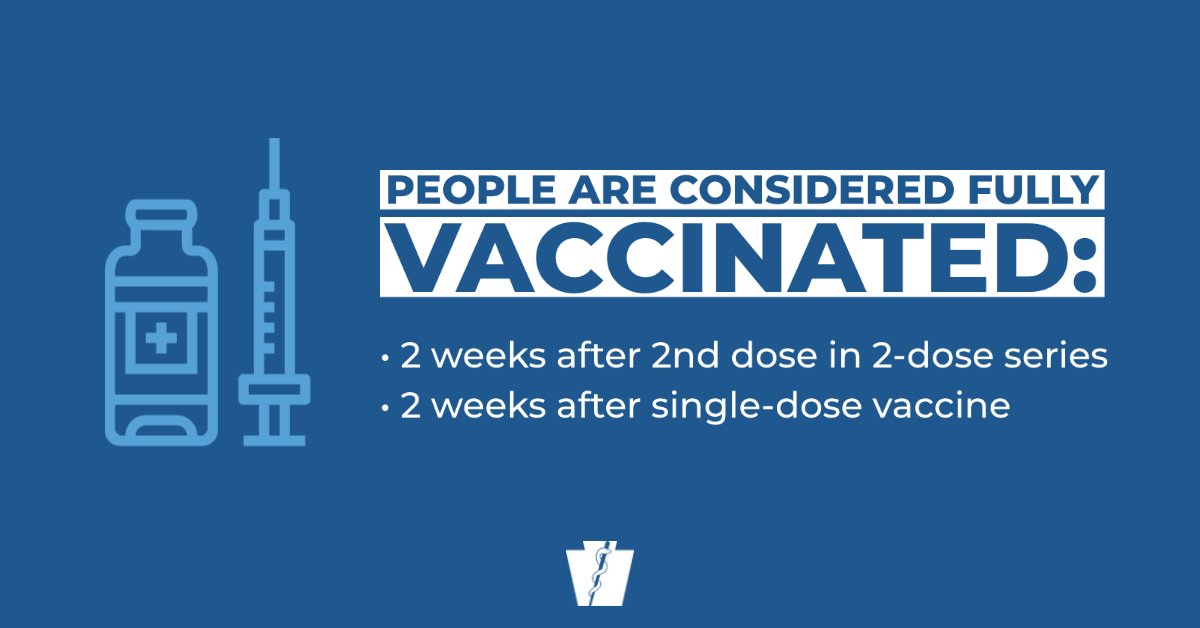 PEOPLE ARE CONSIDERED FULLY
VACCINATED:
• 2 weeks after 2nd dose in 2-dose series
• 2 weeks after single-dose vaccine